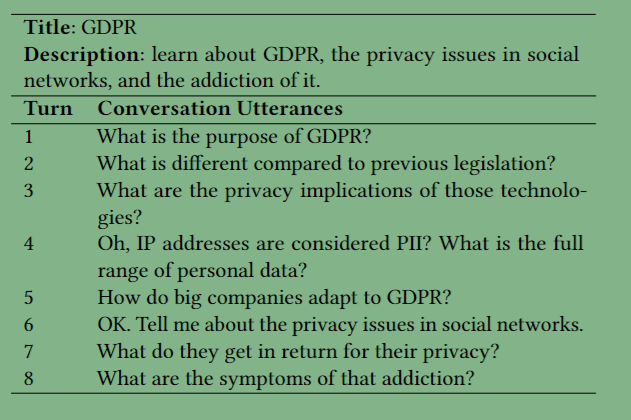 Title: GDPR
Description: learn about GDPR, the privacy issues in social
networks, and the addiction of it.
Turn Conversation Utterances
1 What is the purpose of GDPR?
2 What is different compared to previous legislation?
3 What are the privacy implications of those technolo-
gies?
4 Oh, IP addresses are considered PII? What is the full
range of personal data?
5 How do big companies adapt to GDPR?
6 OK. Tell me about the privacy issues in social networks.
7 What do they get in return for their privacy?
8 What are the symptoms of that addiction?